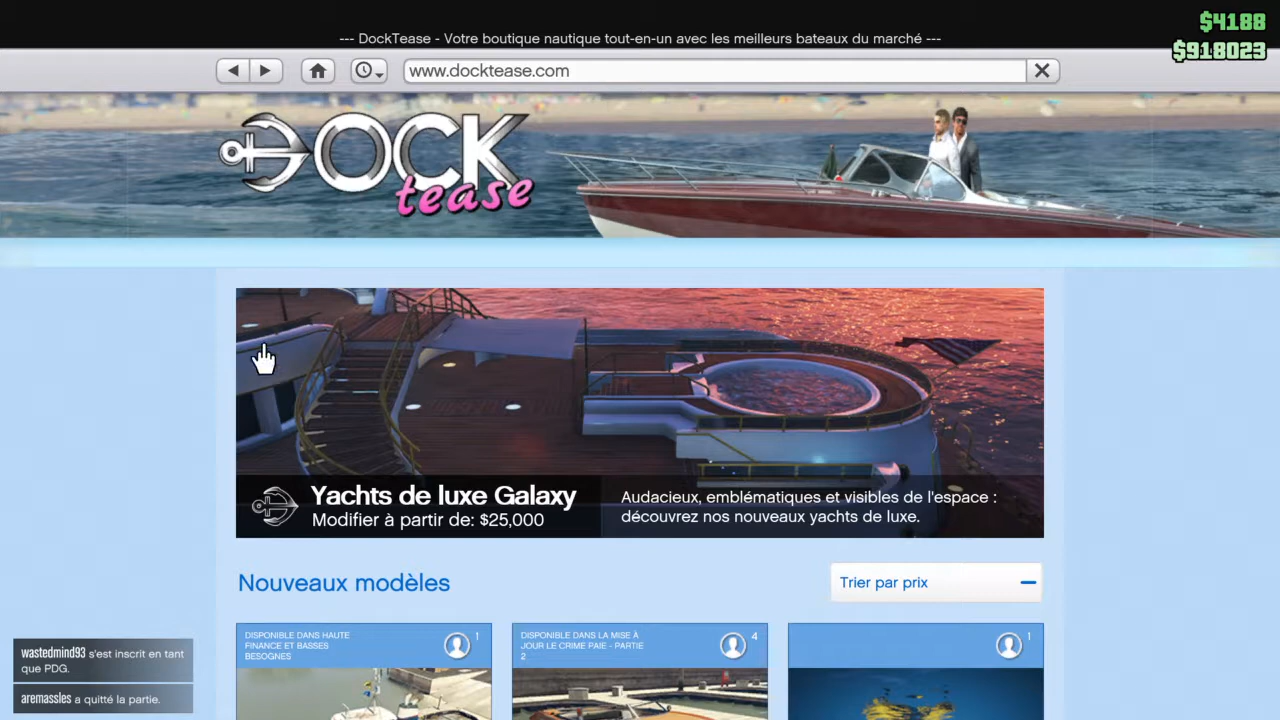 --- DockTease - Votre boutique nautique tout-en-un avec les meilleurs bateaux du marché ---
$4188
$918023
www.docktease.com
DOCK
tease
Yachts de luxe Galaxy
Modifier à partir de: $25,000
Audacieux, emblématiques et visibles de l'espace :
découvrez nos nouveaux yachts de luxe.
Nouveaux modèles
Trier par prix
DISPONIBLE DANS HAUTE
FINANCE ET BASSES
BESOGNES
1
DISPONIBLE DANS LA MISE À
JOUR LE CRIME PAIE - PARTIE
2
4
1
wastedmind93 s'est inscrit en tant
que PDG.
aremassles a quitté la partie.